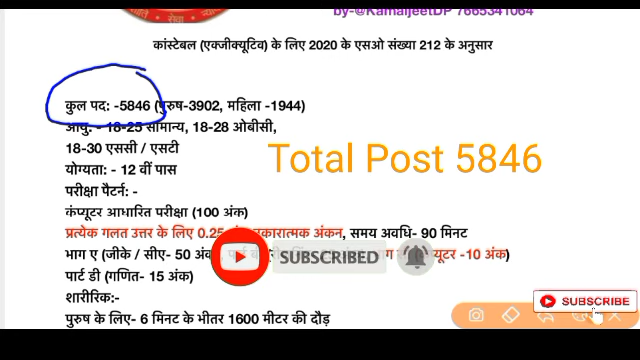 by-@KamaljeetDP 7665341064
सेवा
कांस्टेबल (एक्जीक्यूटिव) के लिए 2020 के एसओ संख्या 212 के अनुसार
कुल पद: -5846 (पुरुष-3902, महिला -1944)
आयु: - 18-25 सामान्य, 18-28 ओबीसी,
18-30 एससी / एसटी
Total Post 5846
योग्यता: - 12 वीं पास
परीक्षा पैटर्न: -
कंप्यूटर आधारित परीक्षा (100 अंक)
प्रत्येक गलत उत्तर के लिए 0.25 नकारात्मक अंकन, समय अवधि- 90 मिनट
भाग ए (जीके / सीए- 50 अंक -10 अंक)
SUBSCRIBED
पार्ट डी (गणित- 15 अंक)
शारीरिक:-
SUBSCRIBE
पुरुष के लिए- 6 मिनट के भीतर 1600 मीटर की दौड़